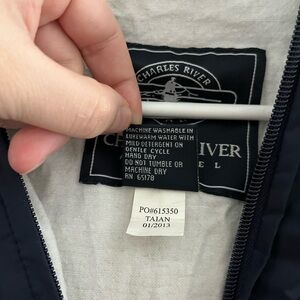 CHARLES RIVER
MACHINE WASHABLE IN
LUKEWARM WATER WITH
MILD DETERGENT ON
GENTLE CYCLE
HANG DRY
DO NOT TUMBLE OR
MACHINE DRY
RN 65178
RIVER
E L
PO#615350
TAIAN
01/2013